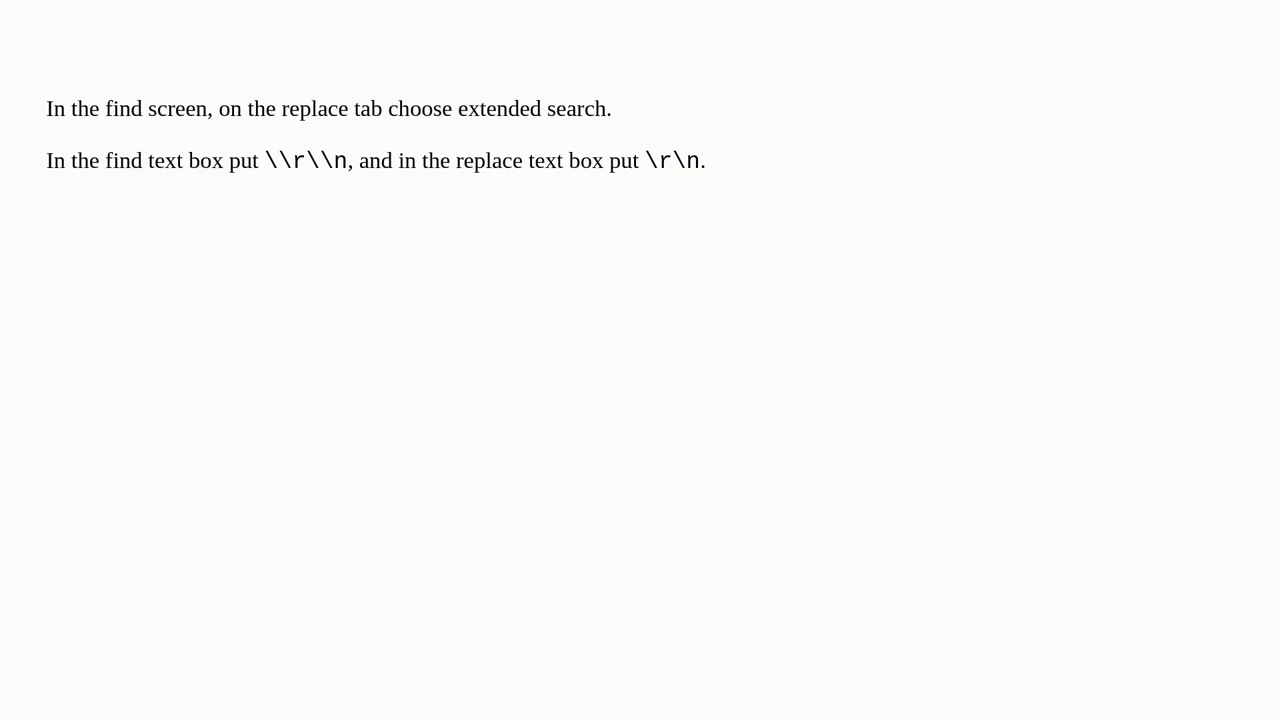 In the find screen, on the replace tab choose extended search.
In the find text box put \\r\\n, and in the replace text box put \r\n.